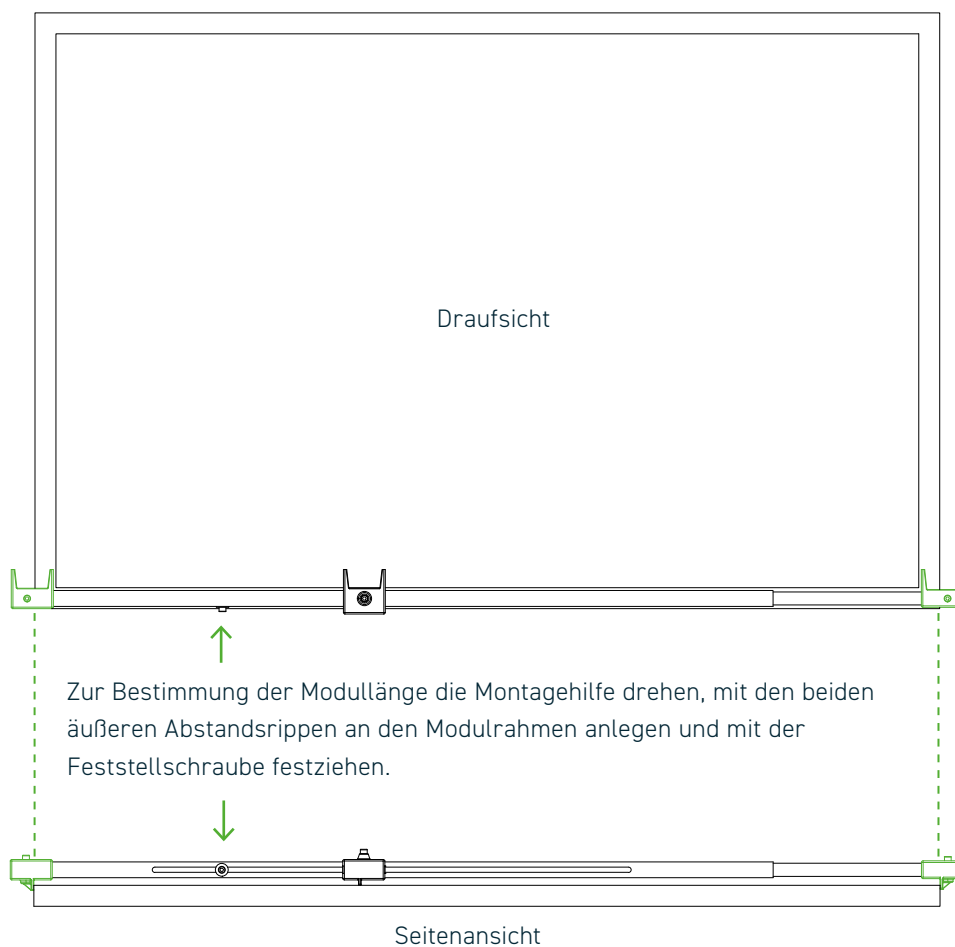 Draufsicht
Zur Bestimmung der Modullänge die Montagehilfe drehen, mit den beiden
äußeren Abstandsrippen an den Modulrahmen anlegen und mit der
Feststellschraube festziehen.
Seitenansicht